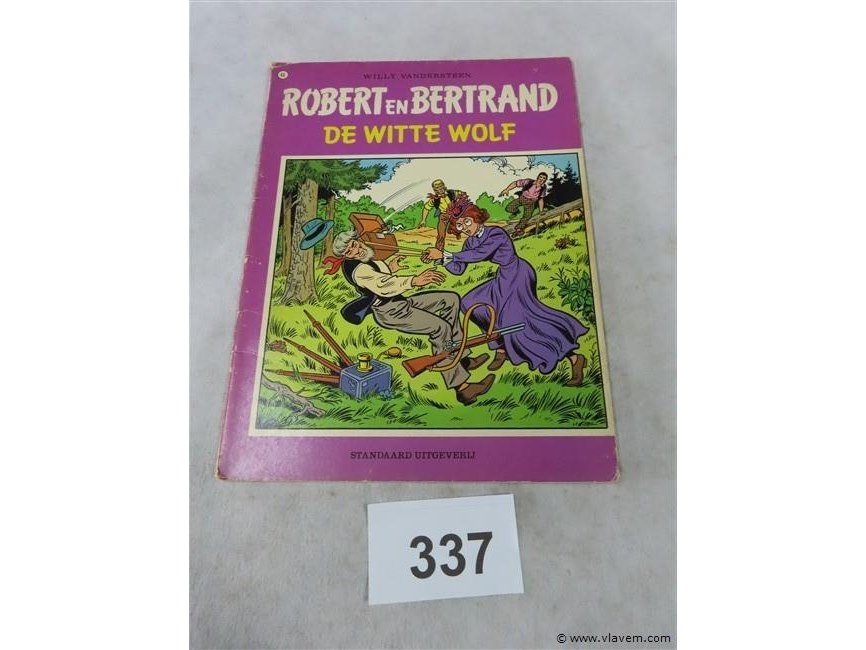 WILLY VANDERSTEEN
ROBERT EN BERTRAND
DE WITTE WOLF
STANDAARD UITGEVERIJ
337
© www.vlavem.com